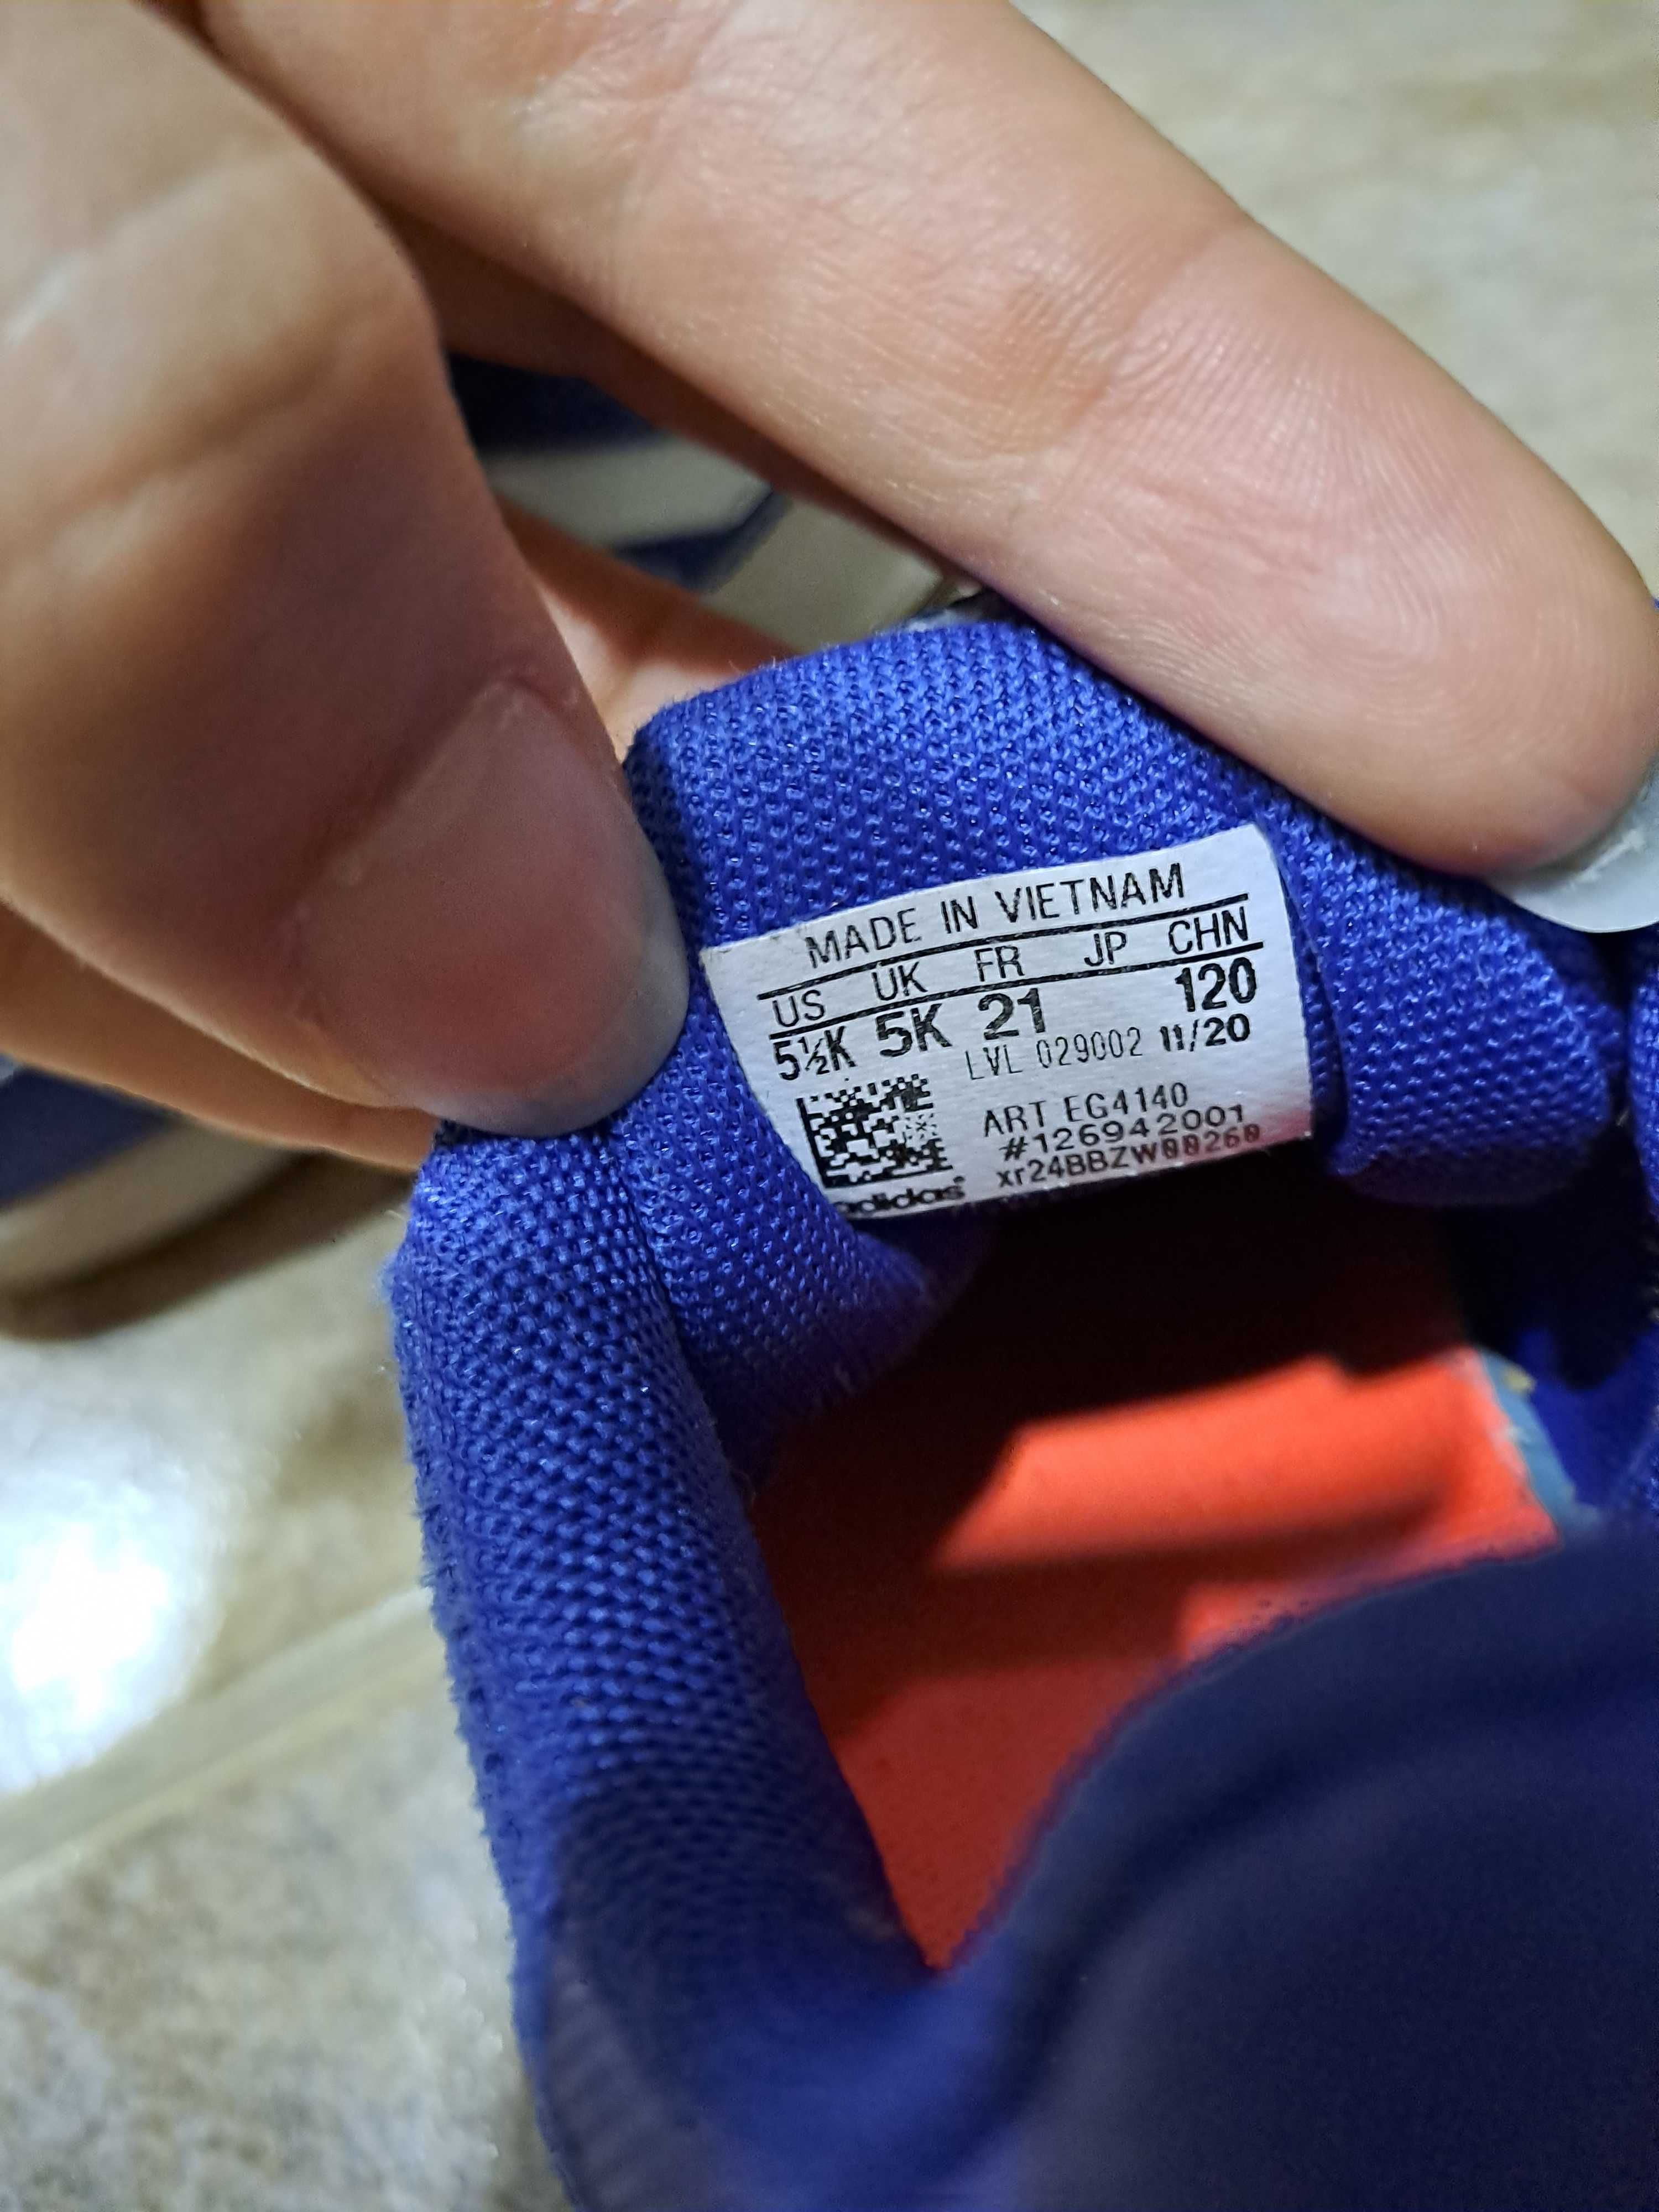 MADE IN VIETNAM
US UK FR JP CHN
5½K 5K 21 120
LVL 029002 11/20
ART EG4140
#126942001
xr24BBZW00260
adidas